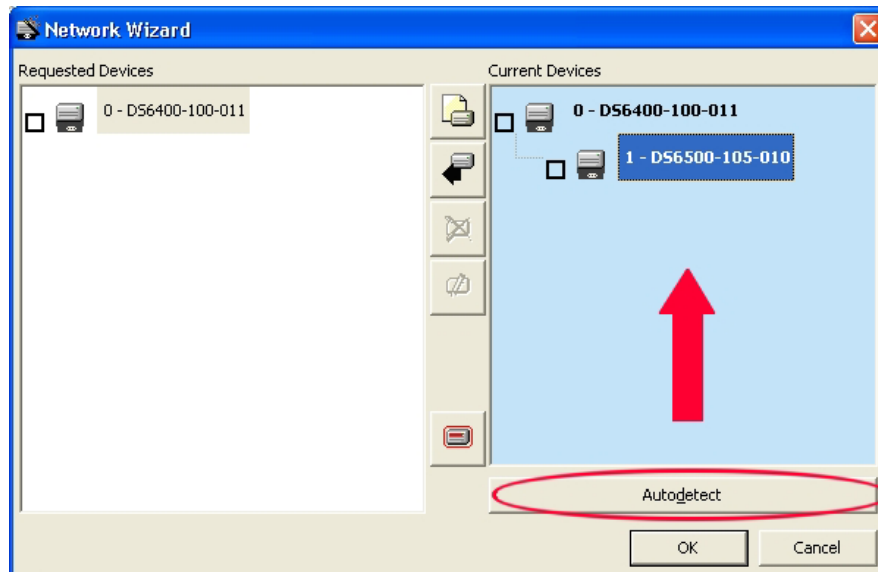 Network Wizard
Requested Devices
Current Devices
0 - DS6400-100-011
0 - DS6400-100-011
1 - DS6500-105-010
Autodetect
OK
Cancel